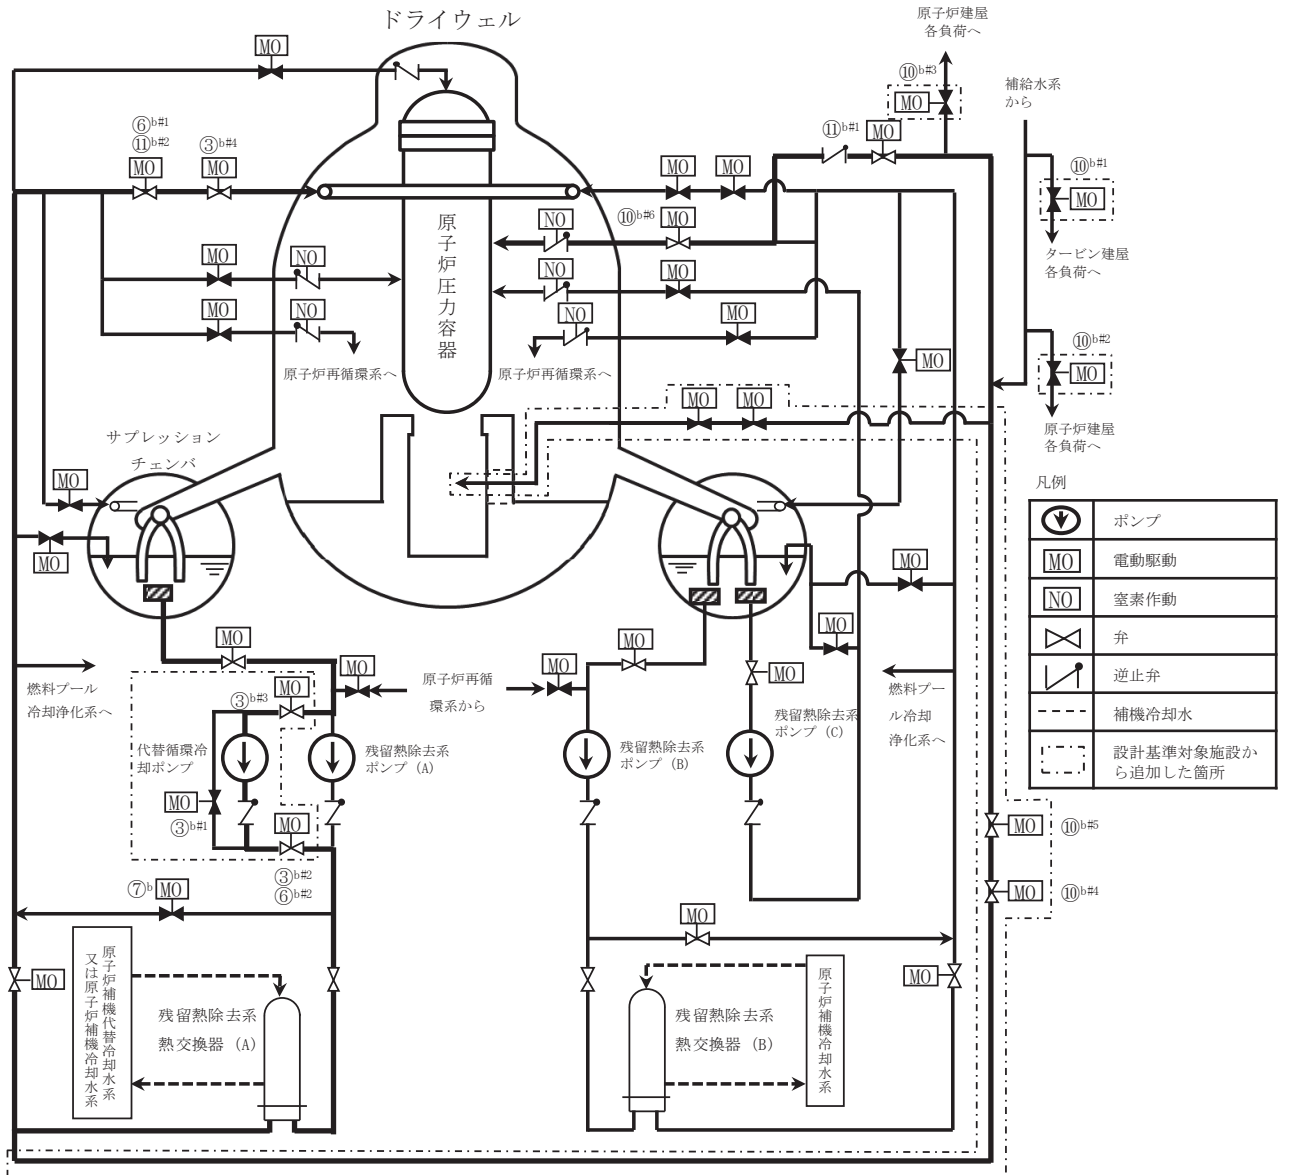 ドライウェル
原子炉建屋
各負荷へ
⑩b#3
MO
補給水系
から
MO
⑥b#1
⑪b#2
③b#4
MO
MO
⑪b#1
MO
MO
MO
⑩b#1
MO
タービン建屋
各負荷へ
原子炉圧力容器
NO
⑩b#6
MO
MO
NO
NO
MO
MO
NO
NO
MO
原子炉再循環系へ
原子炉再循環系へ
⑩b#2
MO
MO
原子炉建屋
各負荷へ
MO
MO
サプレッション
チェンバ
MO
MO
凡例
ポンプ
MO
電動駆動
NO
窒素作動
弁
逆止弁
補機冷却水
設計基準対象施設か
ら追加した箇所
MO
MO
MO
MO
MO
MO
MO
燃料プール
冷却浄化系へ
原子炉再循
環系から
燃料プー
ル冷却
浄化系へ
③b#3
MO
代替循環冷
却ポンプ
残留熱除去系
ポンプ（A）
残留熱除去系
ポンプ（B）
残留熱除去系
ポンプ（C）
MO
③b#1
MO
③b#2
⑥b#2
MO
⑩b#5
MO
⑩b#4
⑦b
MO
MO
MO
原子炉補機代替冷却水系
又は原子炉補機冷却水系
残留熱除去系
熱交換器（A）
残留熱除去系
熱交換器（B）
原子炉補機冷却水系
MO